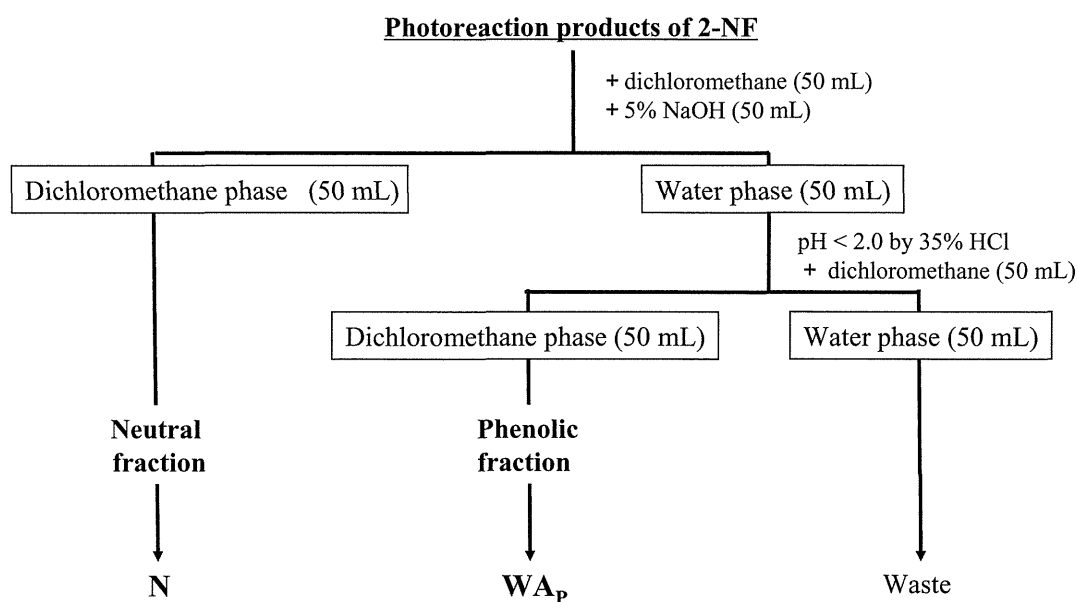 Photoreaction products of 2-NF
+ dichloromethane (50 mL)
+ 5% NaOH (50 mL)
Dichloromethane phase (50 mL)
Water phase (50 mL)
pH < 2.0 by 35% HCl
+ dichloromethane (50 mL)
Dichloromethane phase (50 mL)
Water phase (50 mL)
Neutral
fraction
Phenolic
fraction
N
WAP
Waste